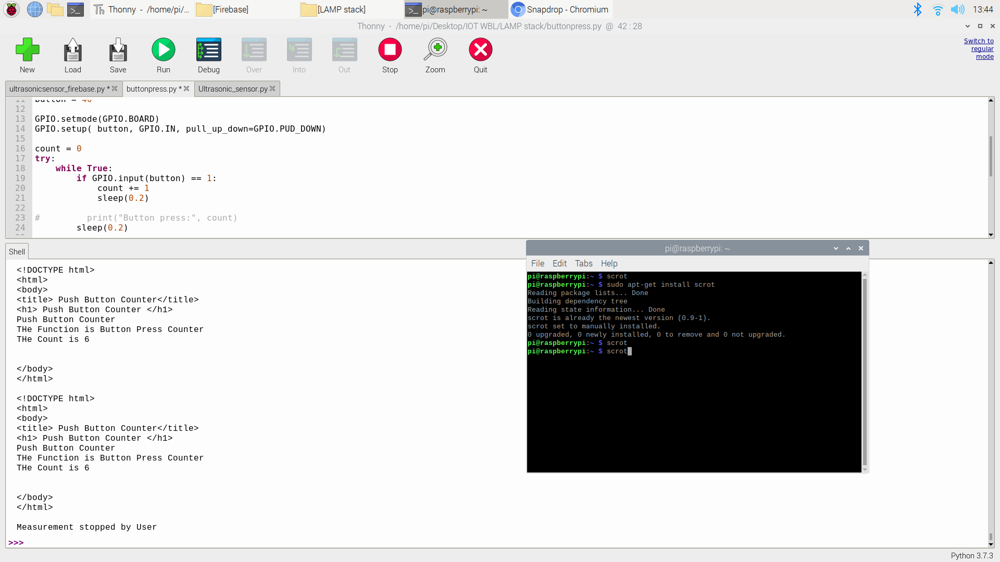 Thonny - /home/pi/...
[Firebase]
[LAMP stack]
pi@raspberrypi: ~
Snapdrop - Chromium
13:44
Thonny - /home/pi/Desktop/IOT WBL/LAMP stack/buttonpress.py @ 42 : 28
New
Load
Save
Run
Debug
Over
Into
Out
Stop
Zoom
Quit
Switch to
regular
mode
ultrasonicsensor_firebase.py *
buttonpress.py *
Ultrasonic_sensor.py
11 button = 40
12
13 GPIO.setmode(GPIO.BOARD)
14 GPIO.setup( button, GPIO.IN, pull_up_down=GPIO.PUD_DOWN)
15
16 count = 0
17 try:
18     while True:
19         if GPIO.input(button) == 1:
20             count += 1
21             sleep(0.2)
22
23 #         print("Button press:", count)
24         sleep(0.2)
Shell
<!DOCTYPE html>
<html>
<body>
<title> Push Button Counter</title>
<h1> Push Button Counter </h1>
Push Button Counter
THe Function is Button Press Counter
THe Count is 6
</body>
</html>
<!DOCTYPE html>
<html>
<body>
<title> Push Button Counter</title>
<h1> Push Button Counter </h1>
Push Button Counter
THe Function is Button Press Counter
THe Count is 6
</body>
</html>
Measurement stopped by User
>>>
pi@raspberrypi: ~
File Edit Tabs Help
pi@raspberrypi:~ $ scrot
pi@raspberrypi:~ $ sudo apt-get install scrot
Reading package lists... Done
Building dependency tree
Reading state information... Done
scrot is already the newest version (0.9-1).
scrot set to manually installed.
0 upgraded, 0 newly installed, 0 to remove and 0 not upgraded.
pi@raspberrypi:~ $ scrot
pi@raspberrypi:~ $ scrot
Python 3.7.3